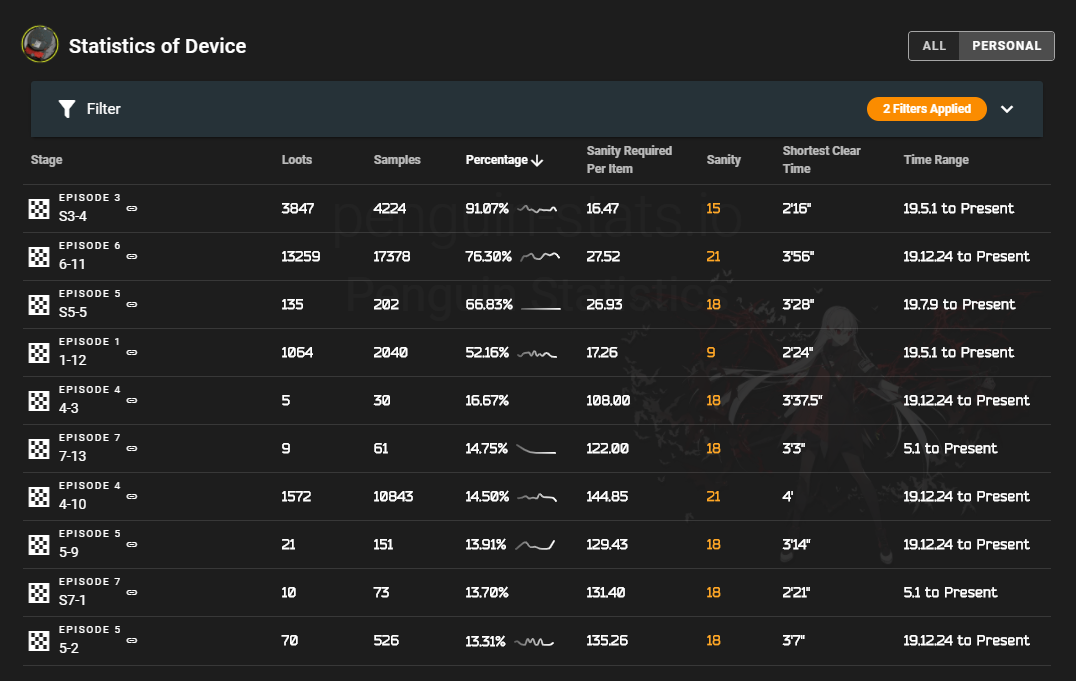 Statistics of Device
ALL PERSONAL
Filter
2 Filters Applied
Stage Loots Samples Percentage Sanity Required Per Item Sanity Shortest Clear Time Time Range
EPISODE 3
S3-4 3847 4224 91.07% 16.47 15 2'16" 19.5.1 to Present
EPISODE 6
6-11 13259 17378 76.30% 27.52 21 3'56" 19.12.24 to Present
EPISODE 5
S5-5 135 202 66.83% 26.93 18 3'28" 19.7.9 to Present
EPISODE 1
1-12 1064 2040 52.16% 17.26 9 2'24" 19.5.1 to Present
EPISODE 4
4-3 5 30 16.67% 108.00 18 3'37.5" 19.12.24 to Present
EPISODE 7
7-13 9 61 14.75% 122.00 18 3'3" 5.1 to Present
EPISODE 4
4-10 1572 10843 14.50% 144.85 21 4' 19.12.24 to Present
EPISODE 5
5-9 21 151 13.91% 129.43 18 3'14" 19.12.24 to Present
EPISODE 7
S7-1 10 73 13.70% 131.40 18 2'21" 5.1 to Present
EPISODE 5
5-2 70 526 13.31% 135.26 18 3'7" 19.12.24 to Present
penguin-stats.io
Penguin Statistics